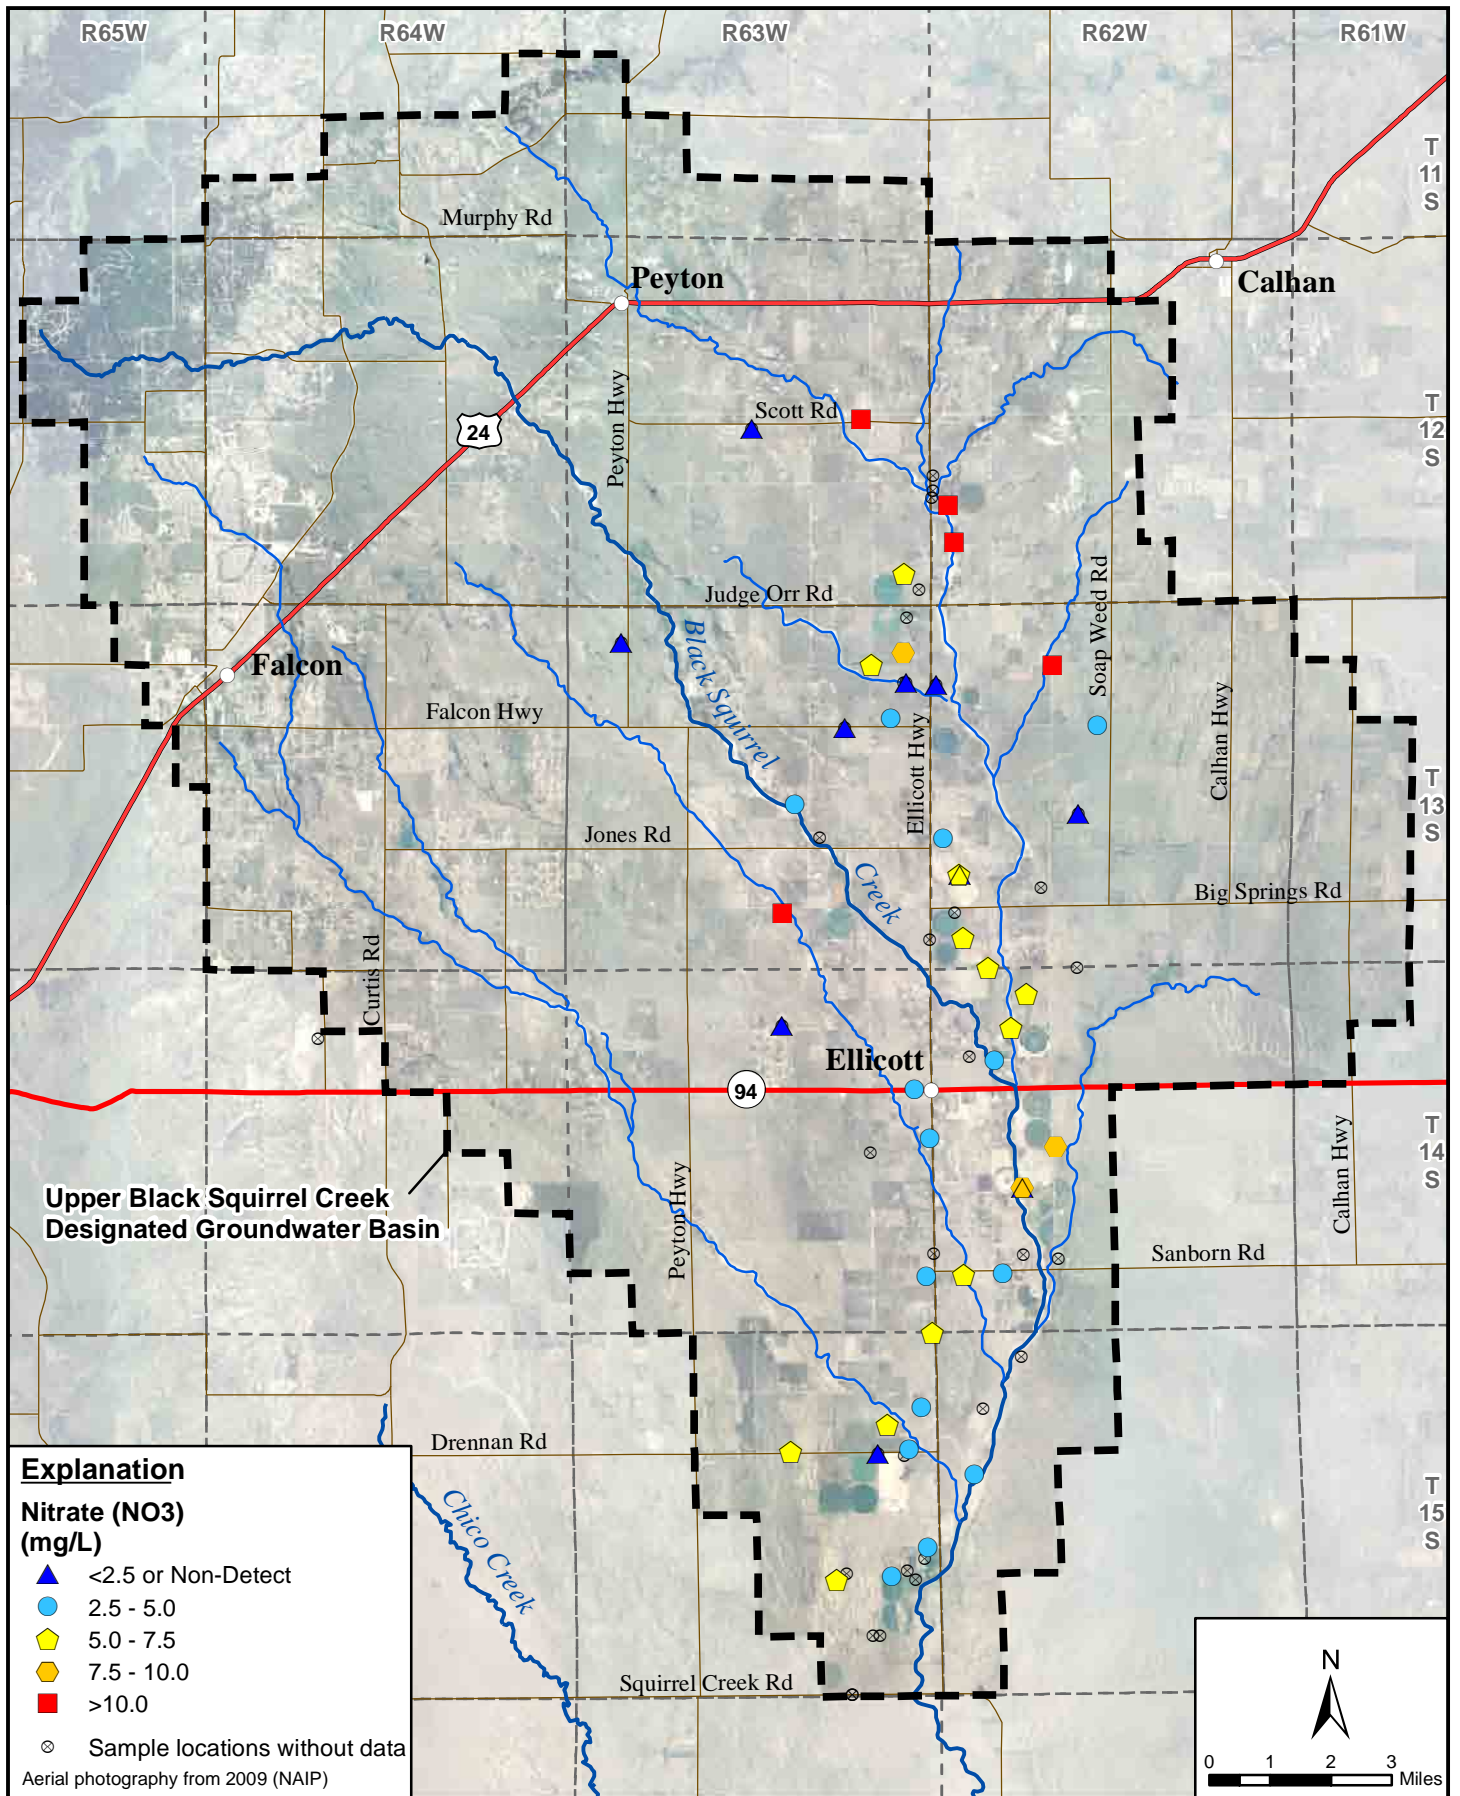 R65W
R64W
R63W
R62W
R61W
T
11
S
Murphy Rd
Peyton
Calhan
24
Peyton Hwy
Scott Rd
T
12
S
Judge Orr Rd
Soap Weed Rd
Black Squirrel
Creek
Falcon
Falcon Hwy
Ellicott Hwy
Calhan Hwy
T
13
S
Jones Rd
Big Springs Rd
Curtis Rd
Ellicott
94
T
14
S
Upper Black Squirrel Creek
Designated Groundwater Basin
Peyton Hwy
Calhan Hwy
Sanborn Rd
Drennan Rd
Chico Creek
T
15
S
Squirrel Creek Rd
Explanation
Nitrate (NO3)
(mg/L)
<2.5 or Non-Detect
2.5 - 5.0
5.0 - 7.5
7.5 - 10.0
>10.0
Sample locations without data
Aerial photography from 2009 (NAIP)
N
0 1 2 3
Miles